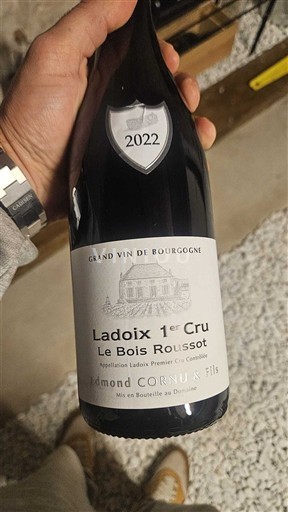 2022
GRAND VIN DE BOURGOGNE
VINOU
Ladoix 1er Cru
Le Bois Roussot
Appellation Ladoix Premier Cru Contrôlée
Edmond CORNU & Fils
Mis en Bouteille au Domaine